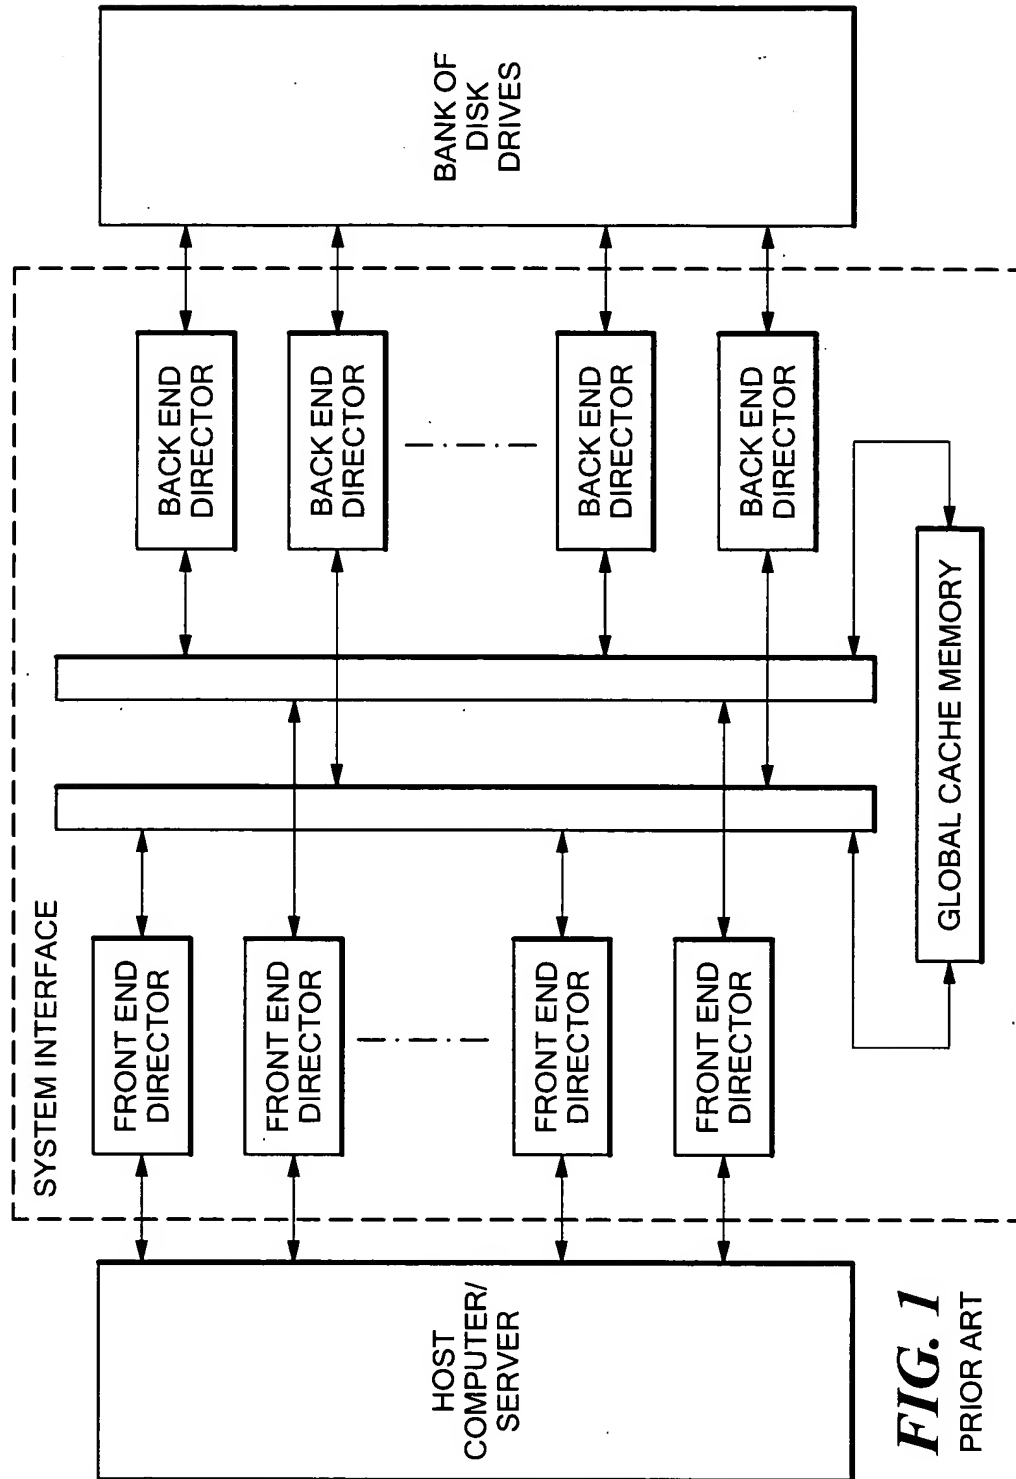 SYSTEM INTERFACE
HOST
COMPUTER/
SERVER
FRONT END
DIRECTOR
FRONT END
DIRECTOR
FRONT END
DIRECTOR
FRONT END
DIRECTOR
BACK END
DIRECTOR
BACK END
DIRECTOR
BACK END
DIRECTOR
BACK END
DIRECTOR
BANK OF
DISK
DRIVES
GLOBAL CACHE MEMORY
FIG. 1
PRIOR ART